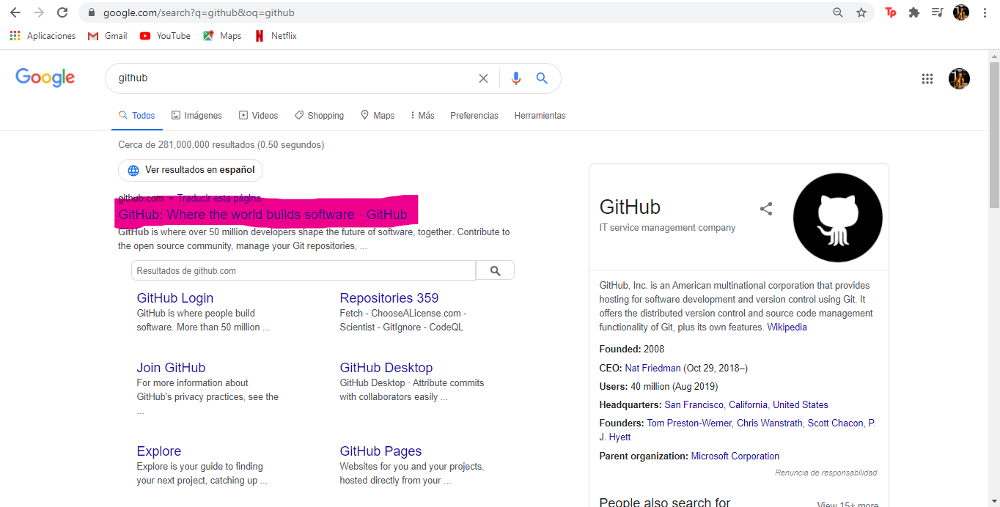 google.com/search?q=github&oq=github
Tp
Aplicaciones Gmail YouTube Maps Netflix
Google
github
Todos Imágenes Videos Shopping Maps Más Preferencias Herramientas
Cerca de 281,000,000 resultados (0.50 segundos)
Ver resultados en español
github.com ▾ Traducir esta página
GitHub: Where the world builds software · GitHub
GitHub is where over 50 million developers shape the future of software, together. Contribute to
the open source community, manage your Git repositories, ...
Resultados de github.com
GitHub Login
GitHub is where people build
software. More than 50 million ...
Repositories 359
Fetch - ChooseALicense.com -
Scientist - GitIgnore - CodeQL
Join GitHub
For more information about
GitHub's privacy practices, see the
...
GitHub Desktop
GitHub Desktop · Attribute commits
with collaborators easily ...
Explore
Explore is your guide to finding
your next project, catching up ...
GitHub Pages
Websites for you and your projects,
hosted directly from your ...
GitHub
IT service management company
GitHub, Inc. is an American multinational corporation that provides
hosting for software development and version control using Git. It
offers the distributed version control and source code management
functionality of Git, plus its own features. Wikipedia
Founded: 2008
CEO: Nat Friedman (Oct 29, 2018–)
Users: 40 million (Aug 2019)
Headquarters: San Francisco, California, United States
Founders: Tom Preston-Werner, Chris Wanstrath, Scott Chacon, P.
J. Hyett
Parent organization: Microsoft Corporation
Renuncia de responsabilidad
People also search for View 15+ more